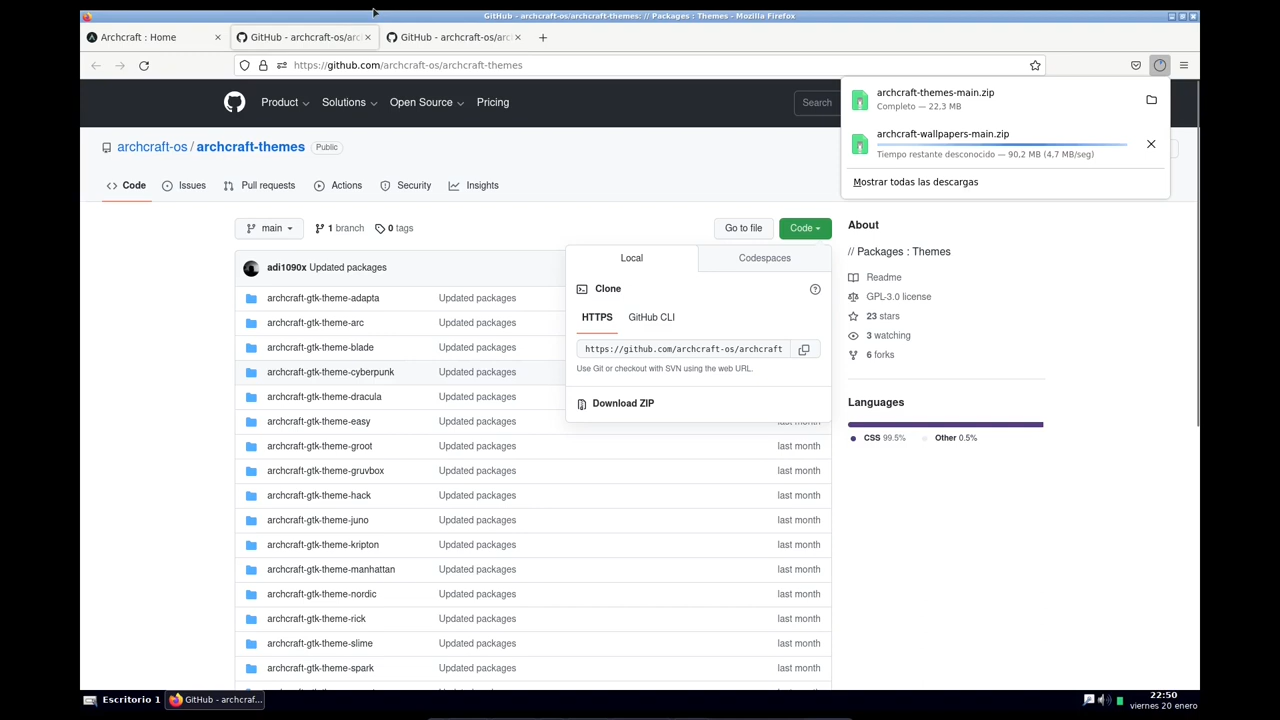 GitHub - archcraft-os/archcraft-themes: // Packages : Themes - Mozilla Firefox
Archcraft : Home
GitHub - archcraft-os/arc
GitHub - archcraft-os/arc
https://github.com/archcraft-os/archcraft-themes
Product
Solutions
Open Source
Pricing
Search
archcraft-themes-main.zip
Completo — 22,3 MB
archcraft-wallpapers-main.zip
Tiempo restante desconocido — 90,2 MB (4,7 MB/seg)
Mostrar todas las descargas
archcraft-os / archcraft-themes
Public
Code
Issues
Pull requests
Actions
Security
Insights
main
1 branch
0 tags
Go to file
Code
adi1090x Updated packages
archcraft-gtk-theme-adapta Updated packages
archcraft-gtk-theme-arc Updated packages
archcraft-gtk-theme-blade Updated packages
archcraft-gtk-theme-cyberpunk Updated packages
archcraft-gtk-theme-dracula Updated packages
archcraft-gtk-theme-easy Updated packages last month
archcraft-gtk-theme-groot Updated packages last month
archcraft-gtk-theme-gruvbox Updated packages last month
archcraft-gtk-theme-hack Updated packages last month
archcraft-gtk-theme-juno Updated packages last month
archcraft-gtk-theme-kripton Updated packages last month
archcraft-gtk-theme-manhattan Updated packages last month
archcraft-gtk-theme-nordic Updated packages last month
archcraft-gtk-theme-rick Updated packages last month
archcraft-gtk-theme-slime Updated packages last month
archcraft-gtk-theme-spark Updated packages last month
Local
Codespaces
Clone
HTTPS
GitHub CLI
https://github.com/archcraft-os/archcraft
Use Git or checkout with SVN using the web URL.
Download ZIP
About
// Packages : Themes
Readme
GPL-3.0 license
23 stars
3 watching
6 forks
Languages
CSS 99.5%
Other 0.5%
Escritorio 1
GitHub - archcraf...
22:50
viernes 20 enero